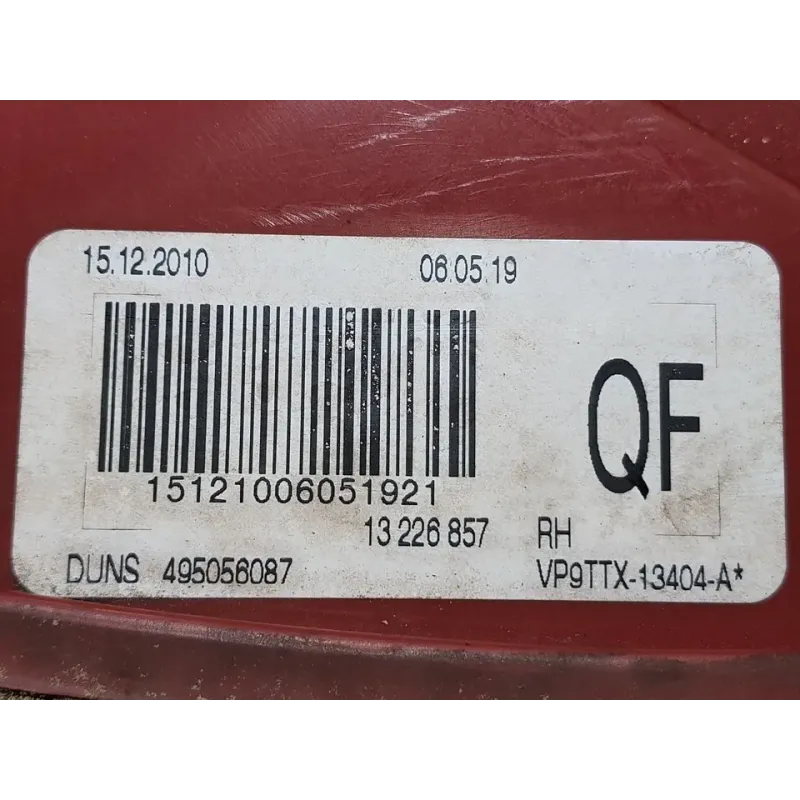 15.12.2010 06.05.19
QF
15121006051921
13 226 857 RH
DUNS 495056087 VP9TTX-13404-A*